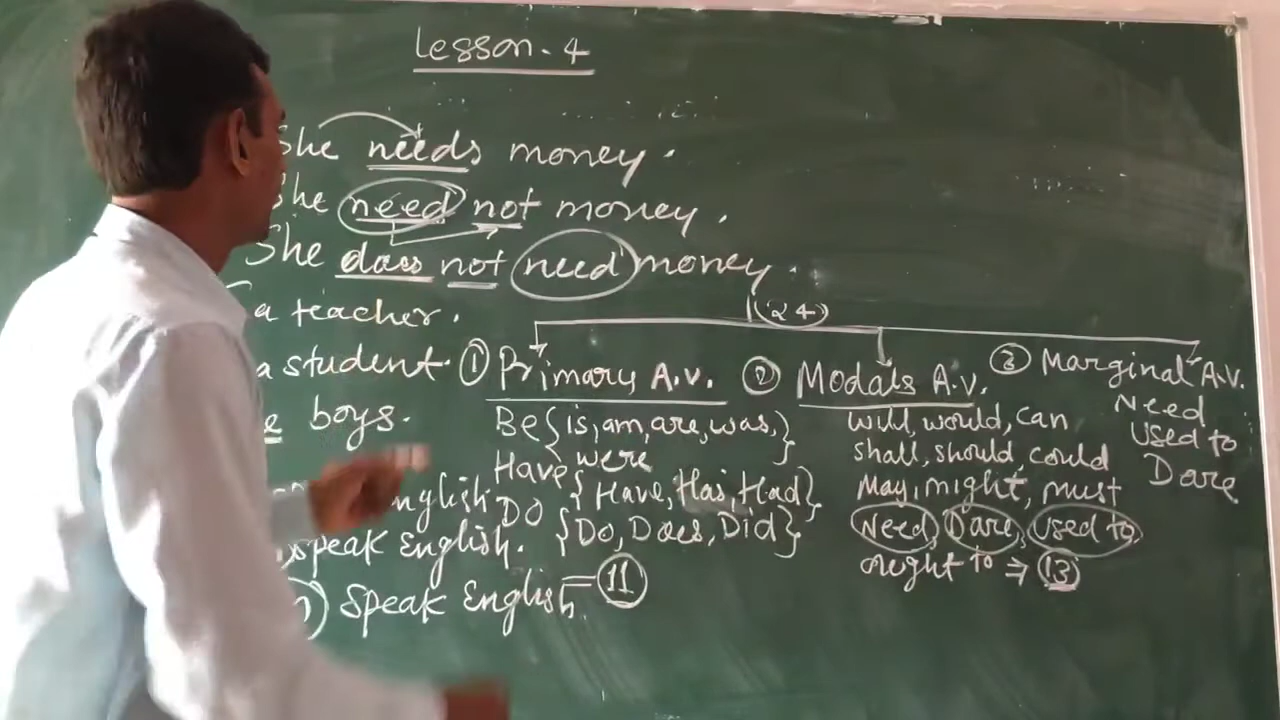 Lesson. 4
She needs money.
She need not money.
She does not need money.
a teacher.
a student.
boys.
nglish
speak English.
Speak English = 11
24
① Primary A.V.
Be {is, am, are, was, were}
Have {Have, Has, Had}
DO {Do, Does, Did}
② Modals A.V.
will, would, can
shall, should, could
May, might, must
Need, Dare, Used to,
ought to ⇒ 13
③ Marginal A.V.
Need
Used to
Dare